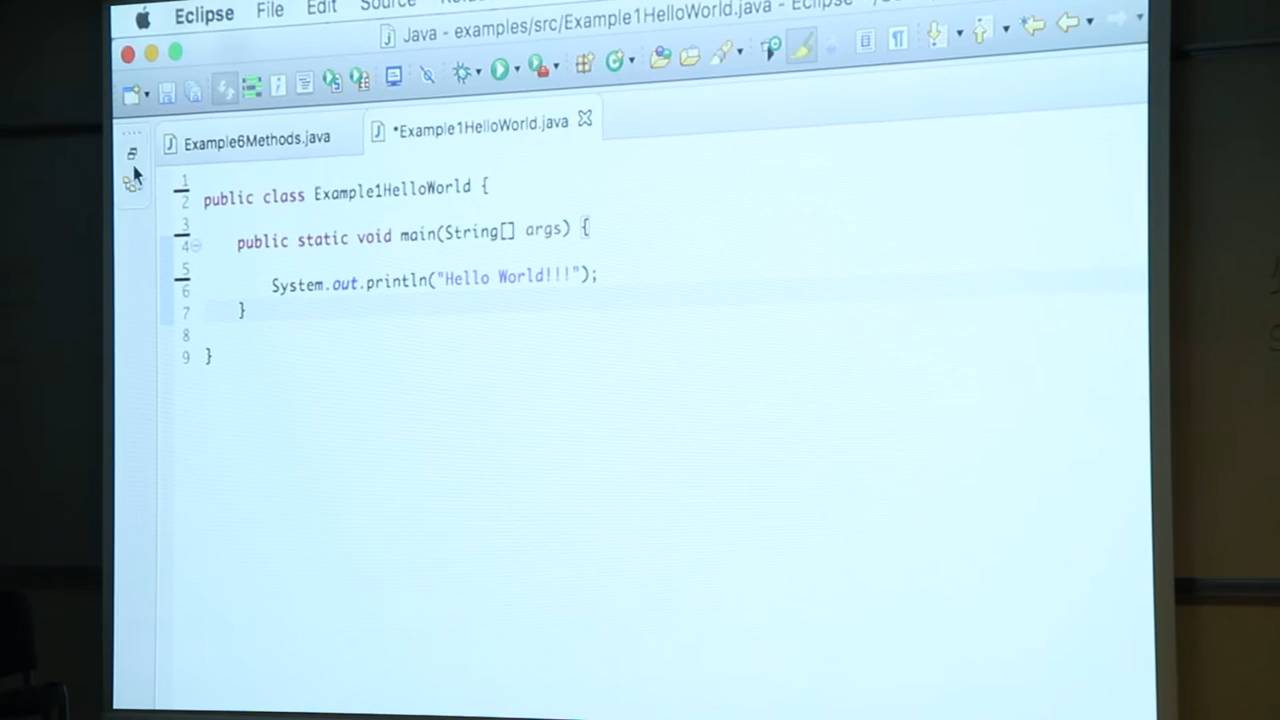 Eclipse File Edit Source
Java - examples/src/Example1HelloWorld.java - Eclipse -
Example6Methods.java
*Example1HelloWorld.java
1
2 public class Example1HelloWorld {
3
4 public static void main(String[] args) {
5
6 System.out.println("Hello World!!!");
7 }
8
9 }